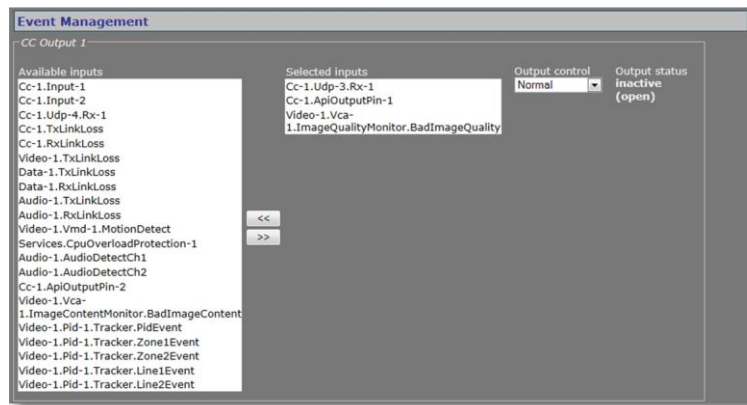 Event Management
CC Output 1
Available inputs
Cc-1.Input-1
Cc-1.Input-2
Cc-1.Udp-4.Rx-1
Cc-1.TxLinkLoss
Cc-1.RxLinkLoss
Video-1.TxLinkLoss
Data-1.TxLinkLoss
Data-1.RxLinkLoss
Audio-1.TxLinkLoss
Audio-1.RxLinkLoss
Video-1.Vmd-1.MotionDetect
Services.CpuOverloadProtection-1
Audio-1.AudioDetectCh1
Audio-1.AudioDetectCh2
Cc-1.ApiOutputPin-2
Video-1.Vca-
1.ImageContentMonitor.BadImageContent
Video-1.Pid-1.Tracker.PidEvent
Video-1.Pid-1.Tracker.Zone1Event
Video-1.Pid-1.Tracker.Zone2Event
Video-1.Pid-1.Tracker.Line1Event
Video-1.Pid-1.Tracker.Line2Event
<<
>>
Selected inputs
Cc-1.Udp-3.Rx-1
Cc-1.ApiOutputPin-1
Video-1.Vca-
1.ImageQualityMonitor.BadImageQuality
Output control
Normal
Output status
inactive
(open)